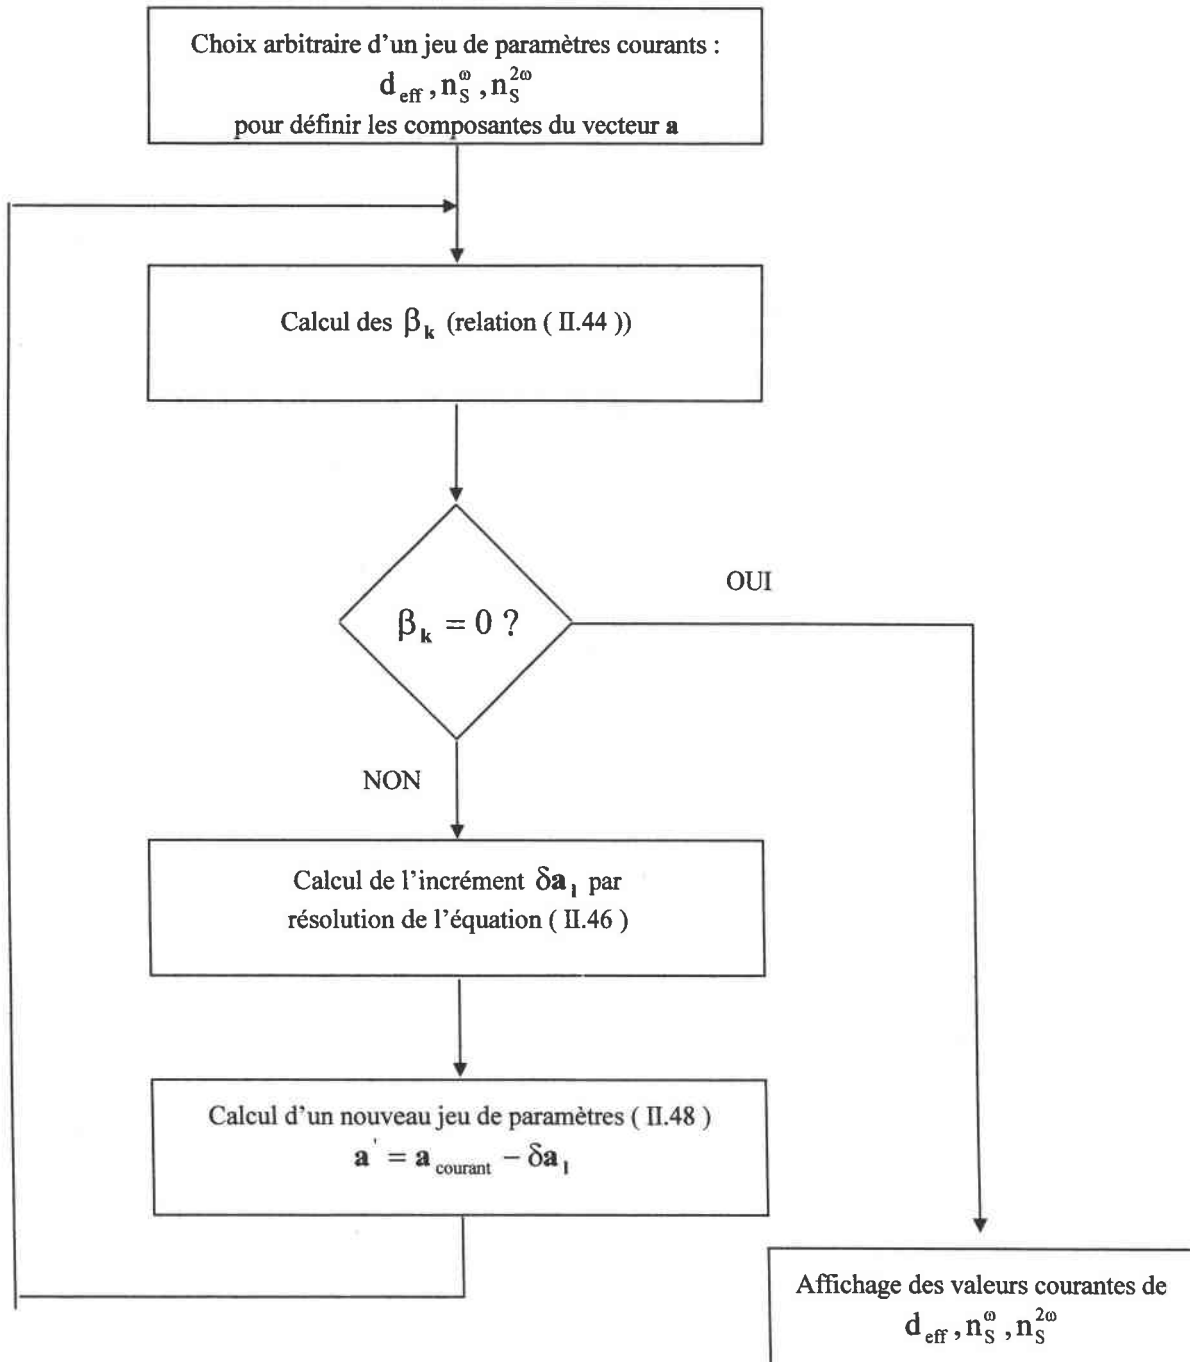 Choix arbitraire d'un jeu de paramètres courants :
d_eff , n_S^ω , n_S^2ω
pour définir les composantes du vecteur a
Calcul des β_k (relation ( II.44 ))
β_k = 0 ?
OUI
NON
Calcul de l'incrément δa_l par
résolution de l'équation ( II.46 )
Calcul d'un nouveau jeu de paramètres ( II.48 )
a' = a_courant − δa_l
Affichage des valeurs courantes de
d_eff , n_S^ω , n_S^2ω